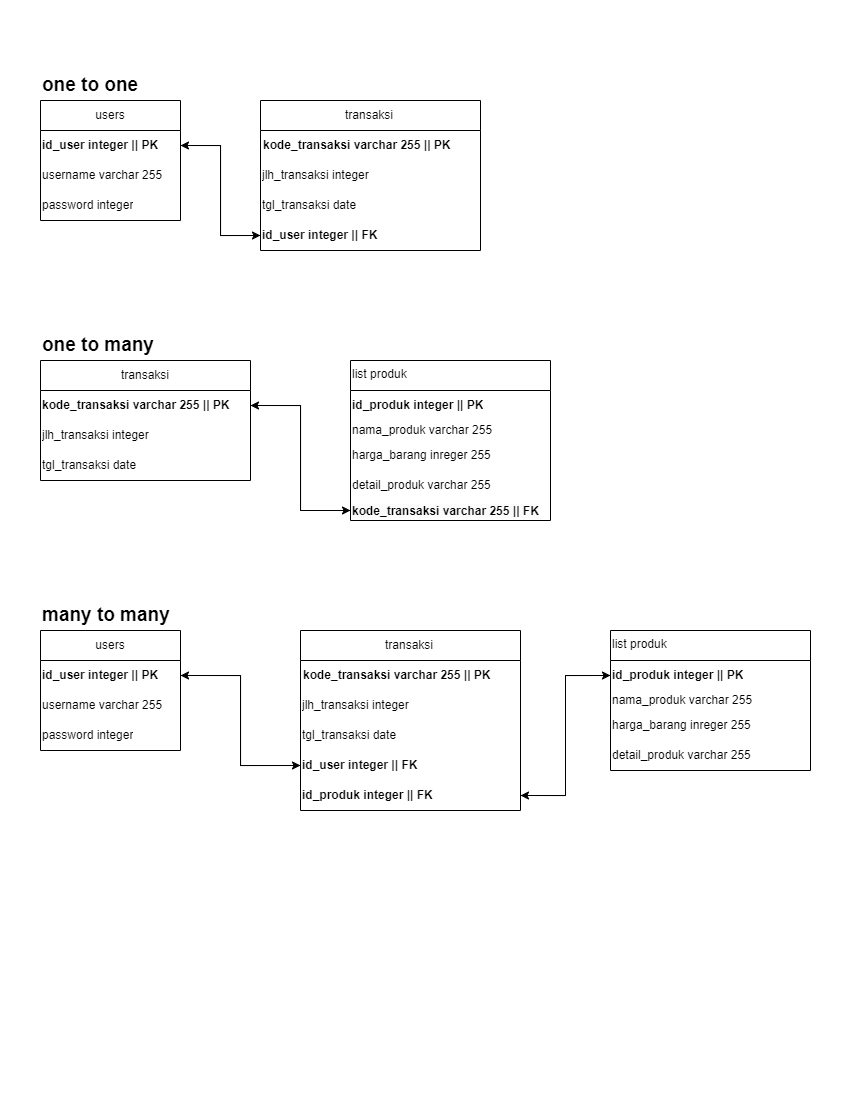 one to one
users
id_user integer || PK
username varchar 255
password integer
transaksi
kode_transaksi varchar 255 || PK
jlh_transaksi integer
tgl_transaksi date
id_user integer || FK
one to many
transaksi
kode_transaksi varchar 255 || PK
jlh_transaksi integer
tgl_transaksi date
list produk
id_produk integer || PK
nama_produk varchar 255
harga_barang inreger 255
detail_produk varchar 255
kode_transaksi varchar 255 || FK
many to many
users
id_user integer || PK
username varchar 255
password integer
transaksi
kode_transaksi varchar 255 || PK
jlh_transaksi integer
tgl_transaksi date
id_user integer || FK
id_produk integer || FK
list produk
id_produk integer || PK
nama_produk varchar 255
harga_barang inreger 255
detail_produk varchar 255